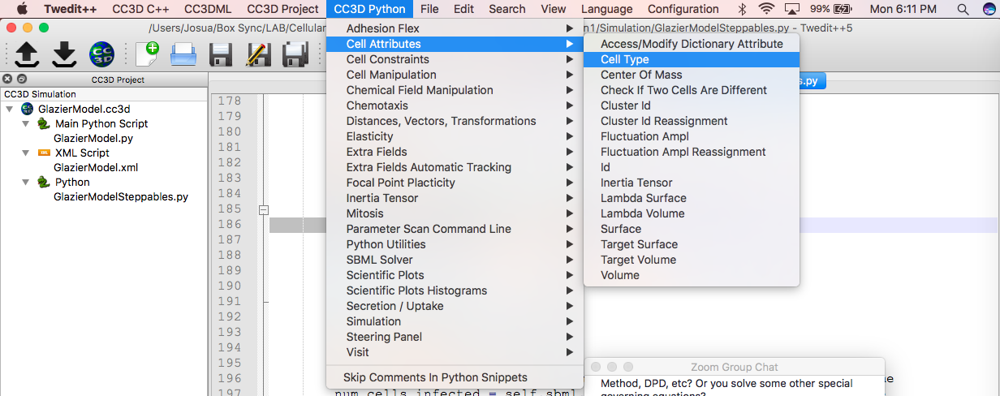 Twedit++ CC3D C++ CC3DML CC3D Project CC3D Python File Edit Search View Language Configuration 99% Mon 6:11 PM
/Users/Josua/Box Sync/LAB/Cellular
n1/Simulation/GlazierModelSteppables.py - Twedit++5
CC
3D
CC3D Project
s.py
CC3D Simulation
GlazierModel.cc3d
Main Python Script
GlazierModel.py
XML Script
GlazierModel.xml
Python
GlazierModelSteppables.py
178
179
180
181
182
183
184
185
186
187
188
189
190
191
192
193
194
195
196
197
Adhesion Flex
Cell Attributes
Cell Constraints
Cell Manipulation
Chemical Field Manipulation
Chemotaxis
Distances, Vectors, Transformations
Elasticity
Extra Fields
Extra Fields Automatic Tracking
Focal Point Placticity
Inertia Tensor
Mitosis
Parameter Scan Command Line
Python Utilities
SBML Solver
Scientific Plots
Scientific Plots Histograms
Secretion / Uptake
Simulation
Steering Panel
Visit
Skip Comments In Python Snippets
Access/Modify Dictionary Attribute
Cell Type
Center Of Mass
Check If Two Cells Are Different
Cluster Id
Cluster Id Reassignment
Fluctuation Ampl
Fluctuation Ampl Reassignment
Id
Inertia Tensor
Lambda Surface
Lambda Volume
Surface
Target Surface
Target Volume
Volume
Zoom Group Chat
Method, DPD, etc? Or you solve some other special
governing equations?
num_cells_infected = self.sbml